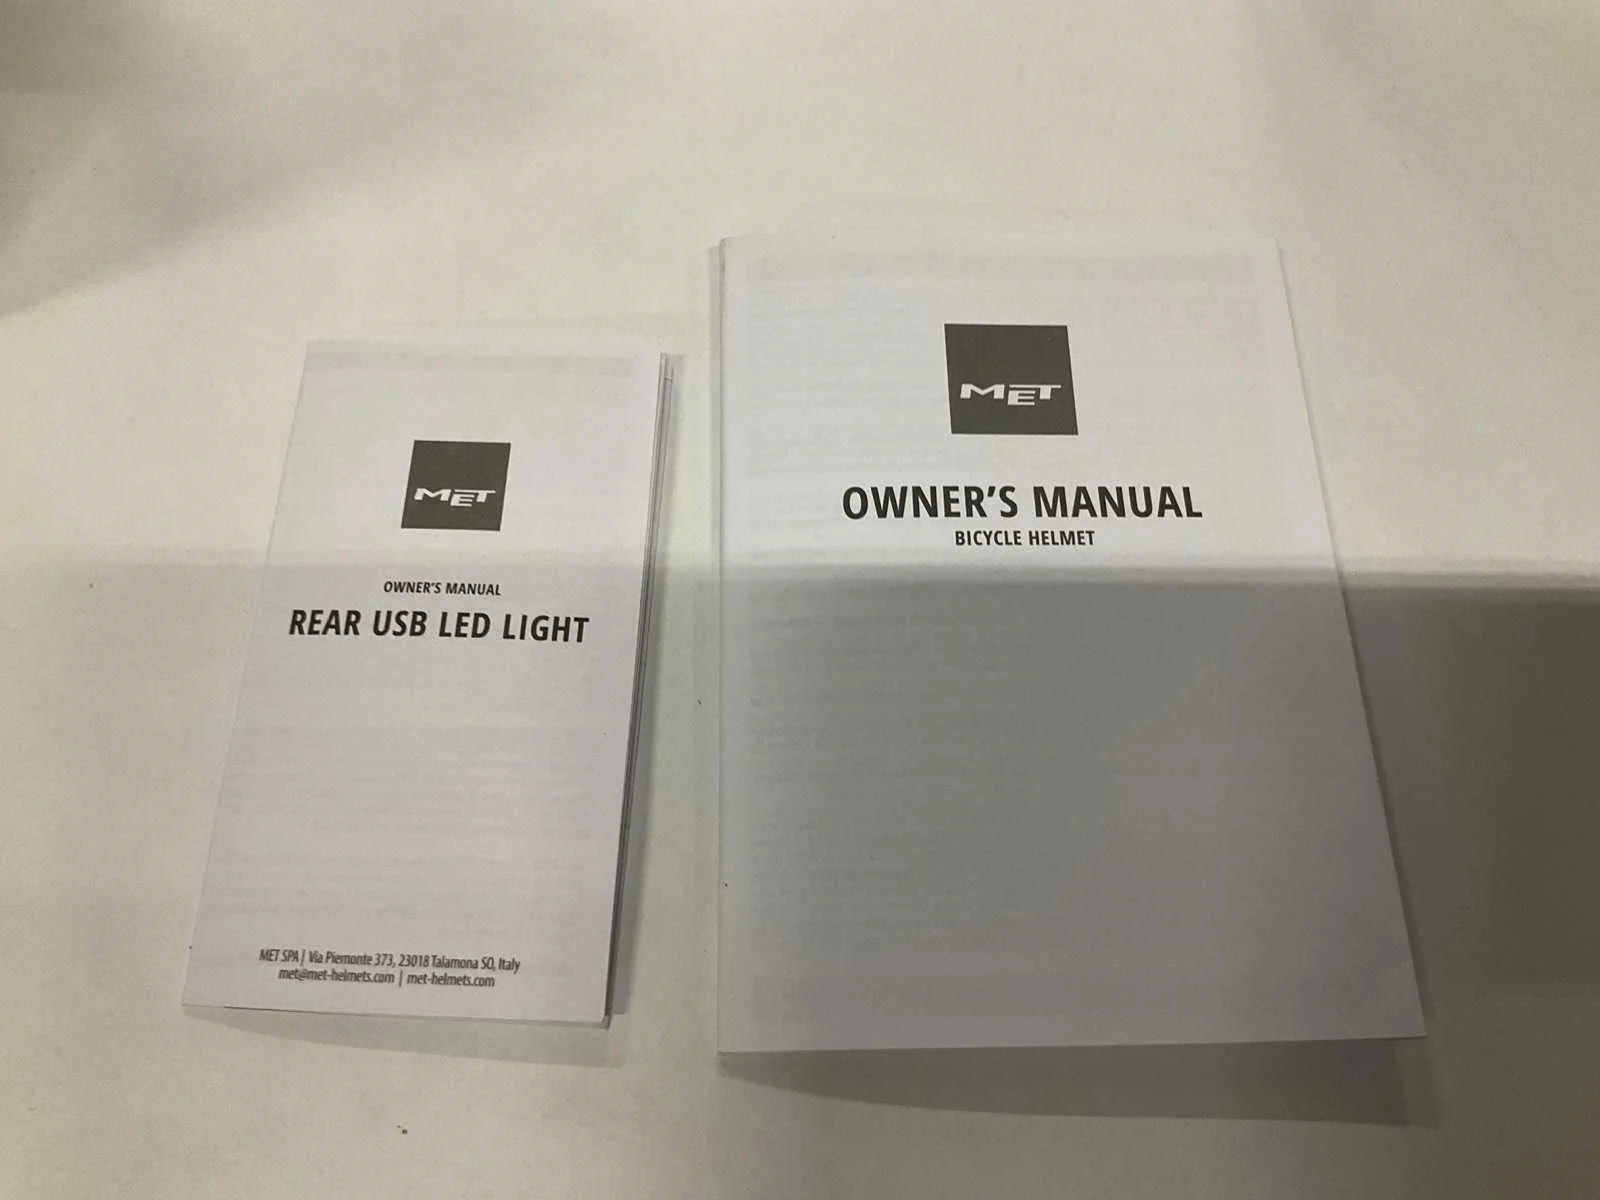 MET
OWNER'S MANUAL
REAR USB LED LIGHT
MET SPA | Via Piemonte 373, 23018 Talamona SO, Italy
met@met-helmets.com | met-helmets.com
MET
OWNER'S MANUAL
BICYCLE HELMET